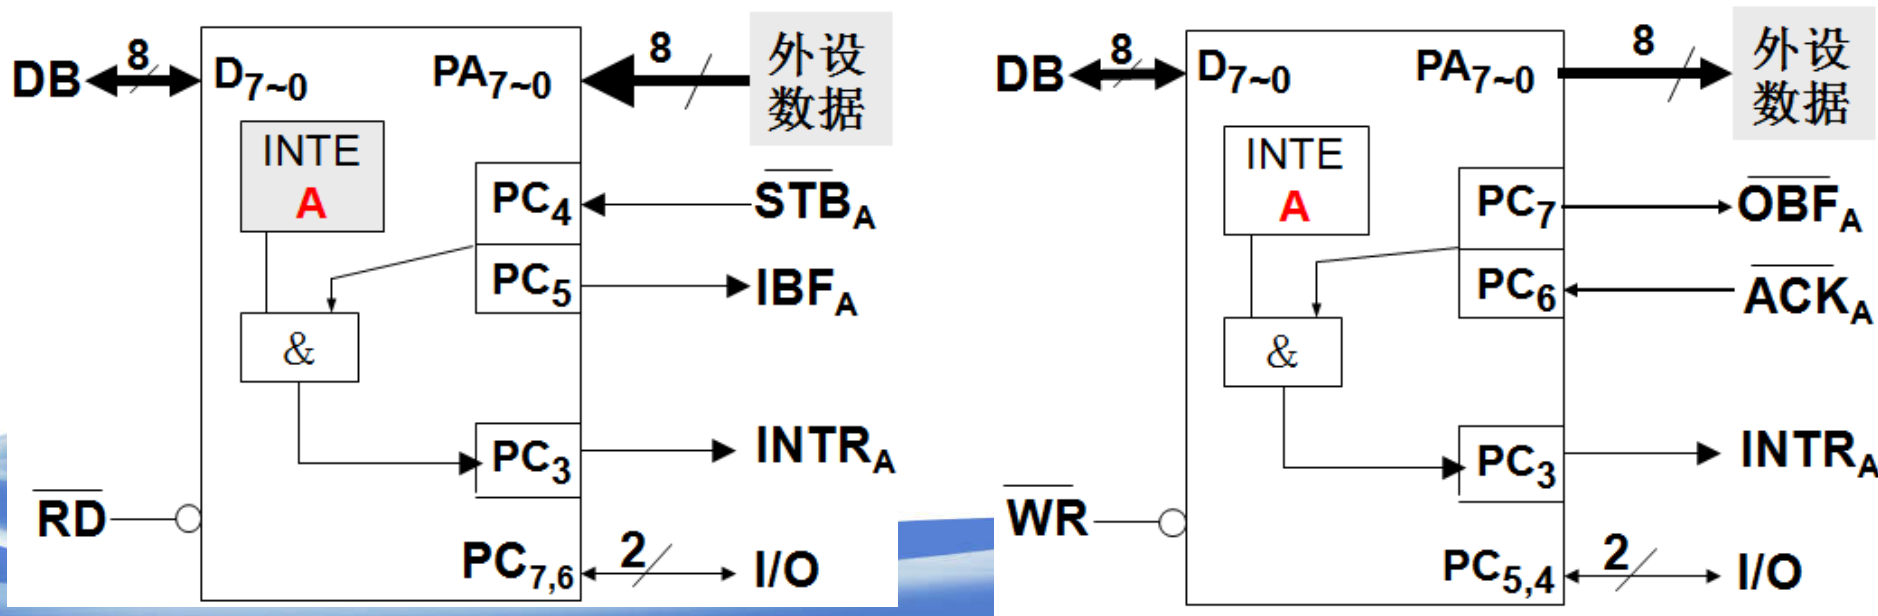 DB
8
D7~0
PA7~0
8
外设
数据
INTE
A
PC4
STBA
PC5
IBFA
&
PC3
INTRA
RD
PC7,6
2
I/O
DB
8
D7~0
PA7~0
8
外设
数据
INTE
A
PC7
OBFA
PC6
ACKA
&
PC3
INTRA
WR
PC5,4
2
I/O